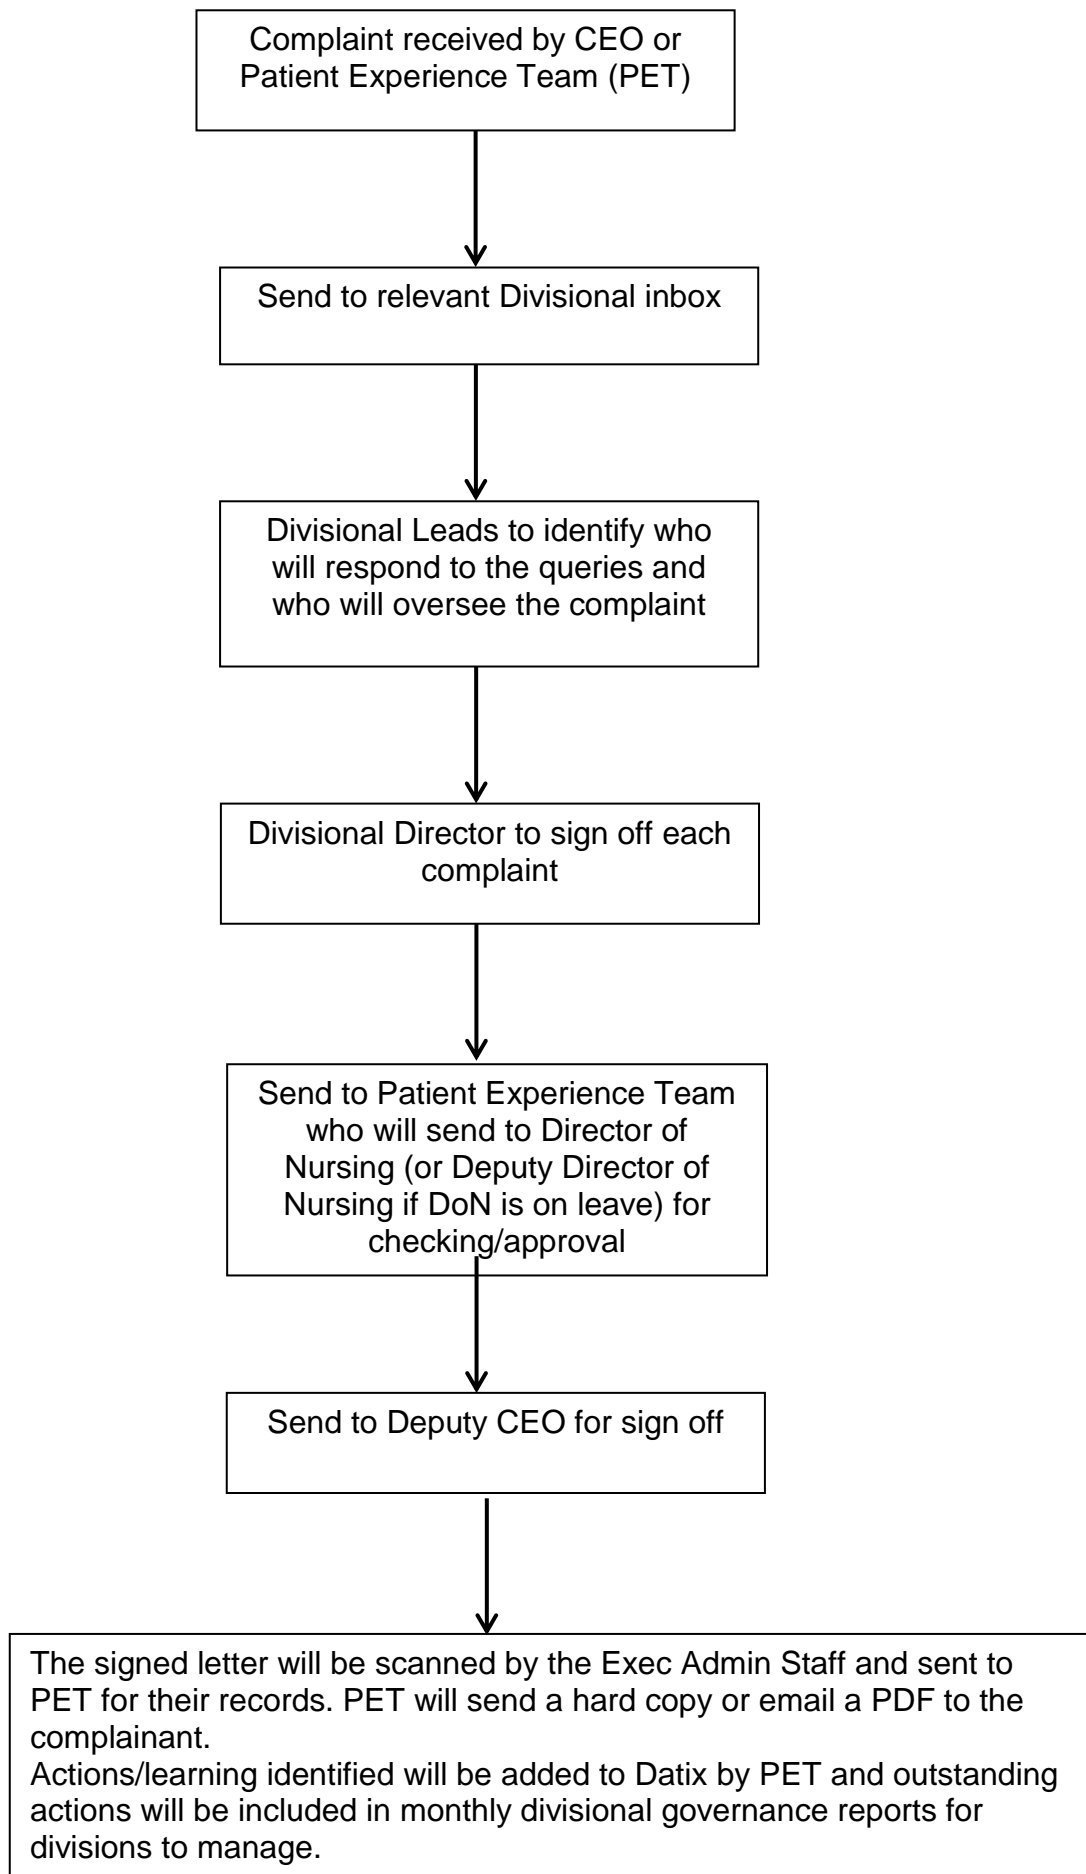 Complaint received by CEO or
Patient Experience Team (PET)
Send to relevant Divisional inbox
Divisional Leads to identify who
will respond to the queries and
who will oversee the complaint
Divisional Director to sign off each
complaint
Send to Patient Experience Team
who will send to Director of
Nursing (or Deputy Director of
Nursing if DoN is on leave) for
checking/approval
Send to Deputy CEO for sign off
The signed letter will be scanned by the Exec Admin Staff and sent to
PET for their records. PET will send a hard copy or email a PDF to the
complainant.
Actions/learning identified will be added to Datix by PET and outstanding
actions will be included in monthly divisional governance reports for
divisions to manage.